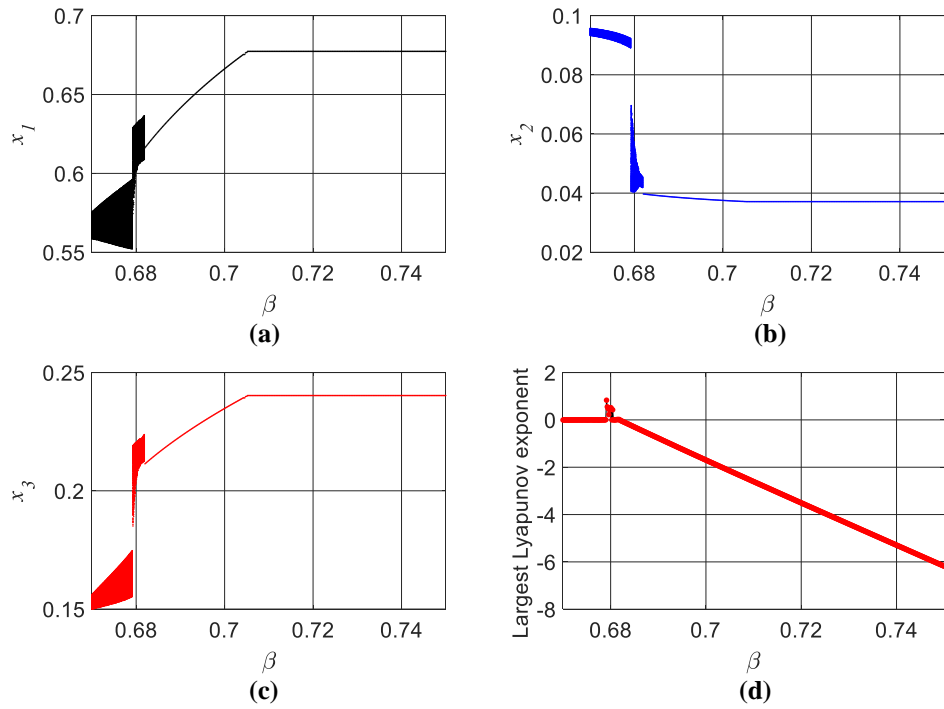 0.7
0.65
0.6
0.55
x1
0.68
0.7
0.72
0.74
β
(a)
0.1
0.08
0.06
0.04
0.02
x2
0.68
0.7
0.72
0.74
β
(b)
0.25
0.2
0.15
x3
0.68
0.7
0.72
0.74
β
(c)
2
0
-2
-4
-6
-8
Largest Lyapunov exponent
0.68
0.7
0.72
0.74
β
(d)